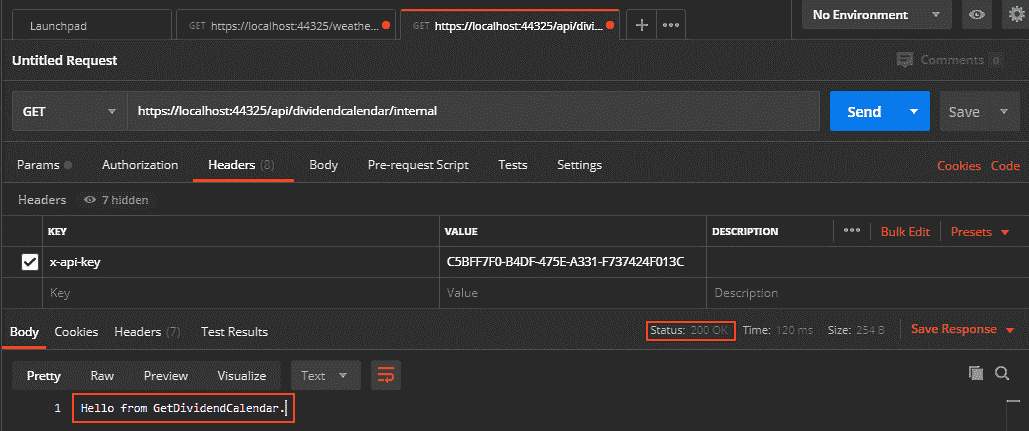 Launchpad GET https://localhost:44325/weathe... GET https://localhost:44325/api/divi... No Environment
Untitled Request Comments 0
GET https://localhost:44325/api/dividendcalendar/internal Send Save
Params Authorization Headers (8) Body Pre-request Script Tests Settings Cookies Code
Headers 7 hidden
KEY VALUE DESCRIPTION ••• Bulk Edit Presets
x-api-key C5BFF7F0-B4DF-475E-A331-F737424F013C
Key Value Description
Body Cookies Headers (7) Test Results Status: 200 OK Time: 120 ms Size: 254 B Save Response
Pretty Raw Preview Visualize Text
1 Hello from GetDividendCalendar.